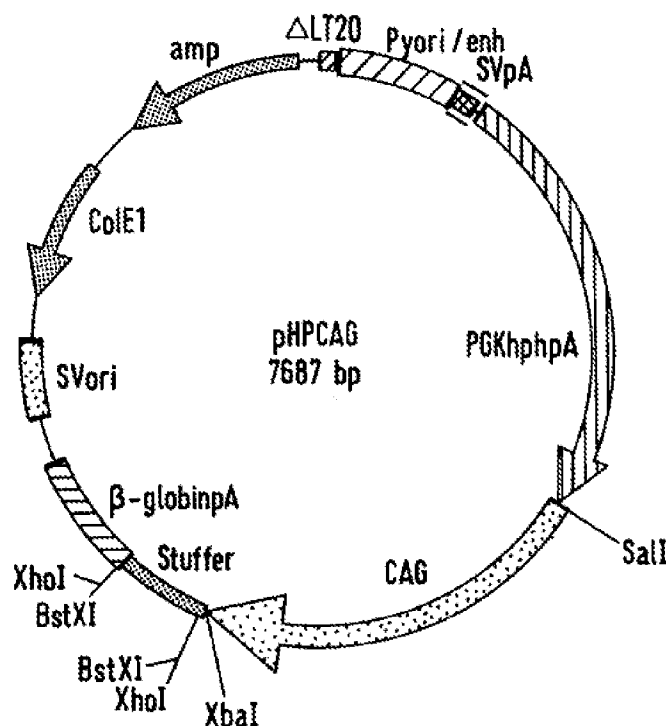 △LT20
Pyori/enh
amp
SVpA
ColE1
pHPCAG
7687 bp
PGKhphpA
SVori
β-globinpA
Stuffer
CAG
SalI
XhoI
BstXI
BstXI
XhoI
XbaI